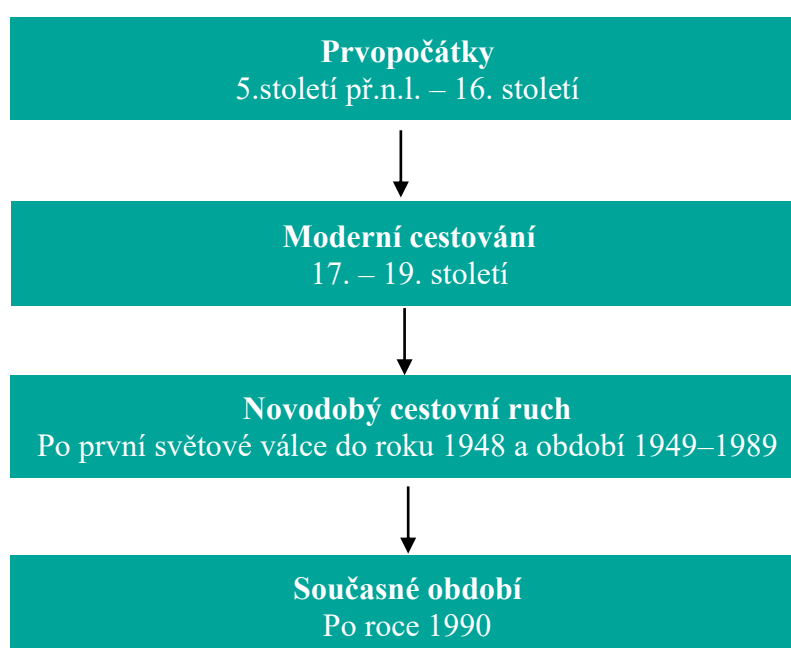 Prvopočátky
5.století př.n.l. – 16. století
Moderní cestování
17. – 19. století
Novodobý cestovní ruch
Po první světové válce do roku 1948 a období 1949–1989
Současné období
Po roce 1990